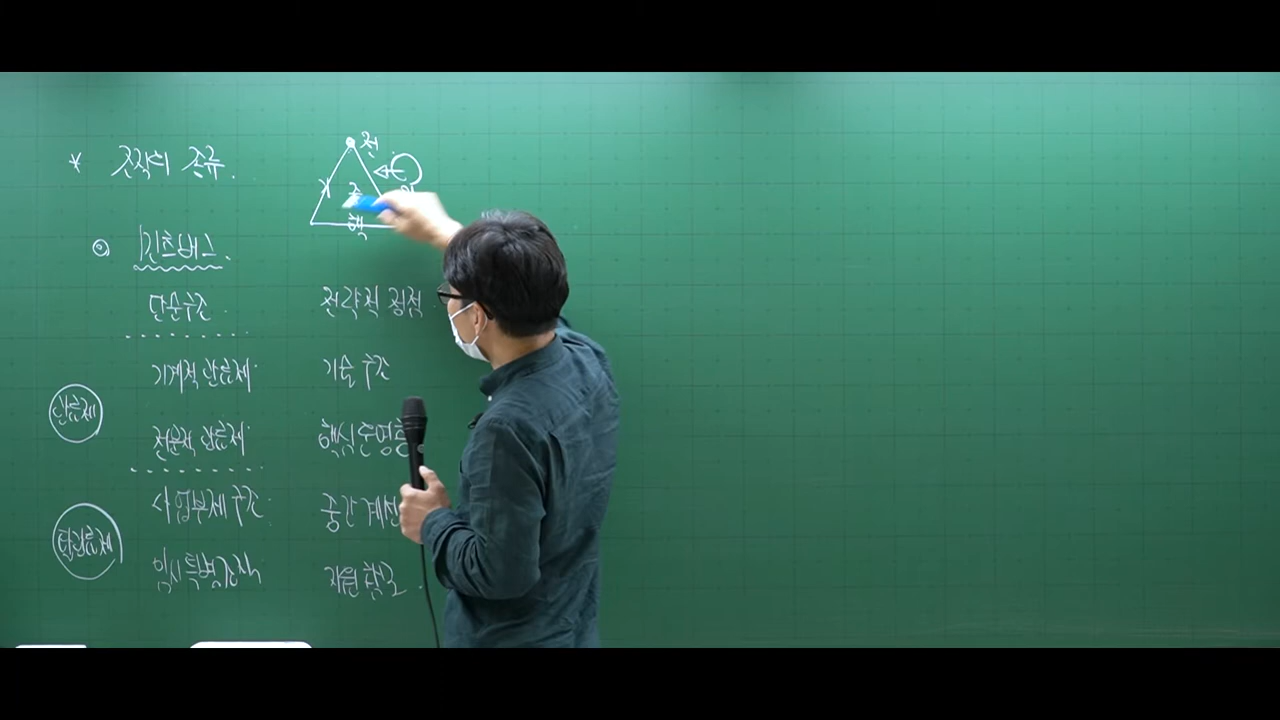 * 조직의 종류.
전
중
핵
◎ 민츠버그.
단순구조.
전략적 정점
기계적 관료제
기술 구조
관료제
전문적 관료제
핵심운영층
사업부제 구조
중간계선
탈관료제
임시특별조직
지원 참모